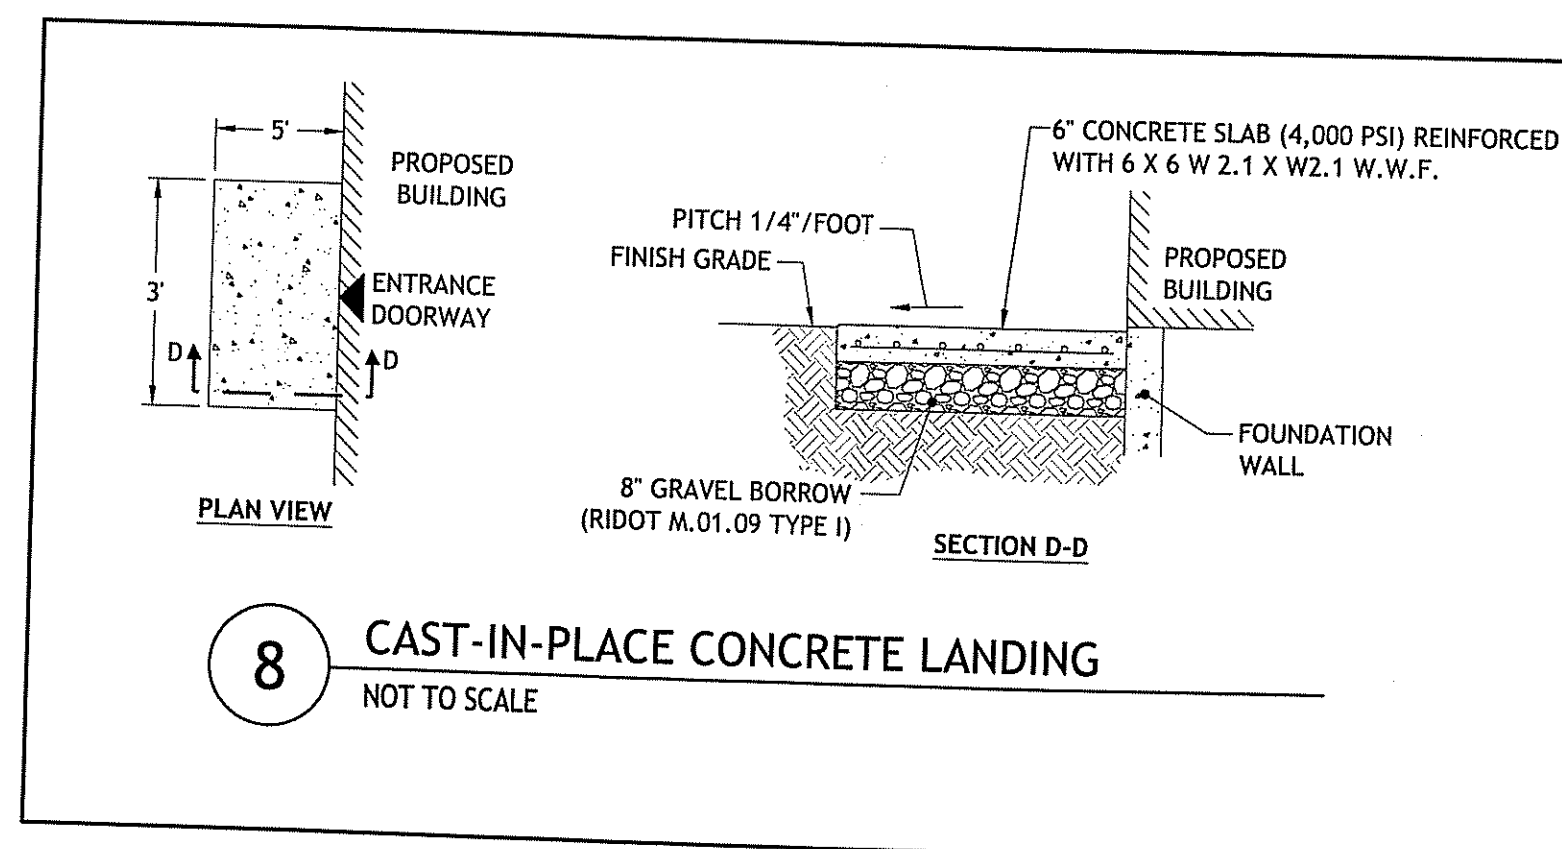 5'
PROPOSED
BUILDING
3'
ENTRANCE
DOORWAY
D
D
PLAN VIEW
6" CONCRETE SLAB (4,000 PSI) REINFORCED
WITH 6 X 6 W 2.1 X W2.1 W.W.F.
PITCH 1/4"/FOOT
FINISH GRADE
PROPOSED
BUILDING
FOUNDATION
WALL
8" GRAVEL BORROW
(RIDOT M.01.09 TYPE I)
SECTION D-D
8
CAST-IN-PLACE CONCRETE LANDING
NOT TO SCALE